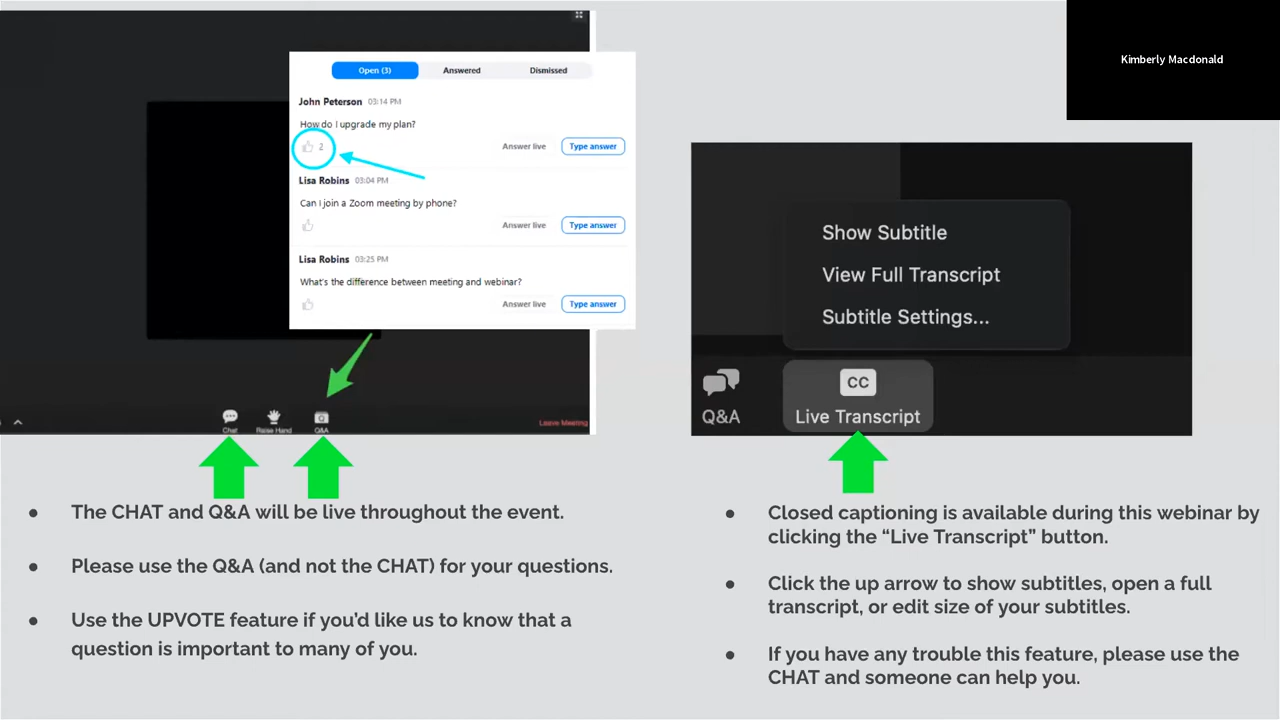 Kimberly Macdonald
Open (3)
Answered
Dismissed
John Peterson 03:14 PM
How do I upgrade my plan?
2
Answer live
Type answer
Lisa Robins 03:04 PM
Can I join a Zoom meeting by phone?
Answer live
Type answer
Lisa Robins 03:25 PM
What's the difference between meeting and webinar?
Answer live
Type answer
Chat
Raise Hand
Q&A
Leave Meeting
Show Subtitle
View Full Transcript
Subtitle Settings...
CC
Q&A
Live Transcript
● The CHAT and Q&A will be live throughout the event.
● Please use the Q&A (and not the CHAT) for your questions.
● Use the UPVOTE feature if you'd like us to know that a
question is important to many of you.
● Closed captioning is available during this webinar by
clicking the “Live Transcript” button.
● Click the up arrow to show subtitles, open a full
transcript, or edit size of your subtitles.
● If you have any trouble this feature, please use the
CHAT and someone can help you.